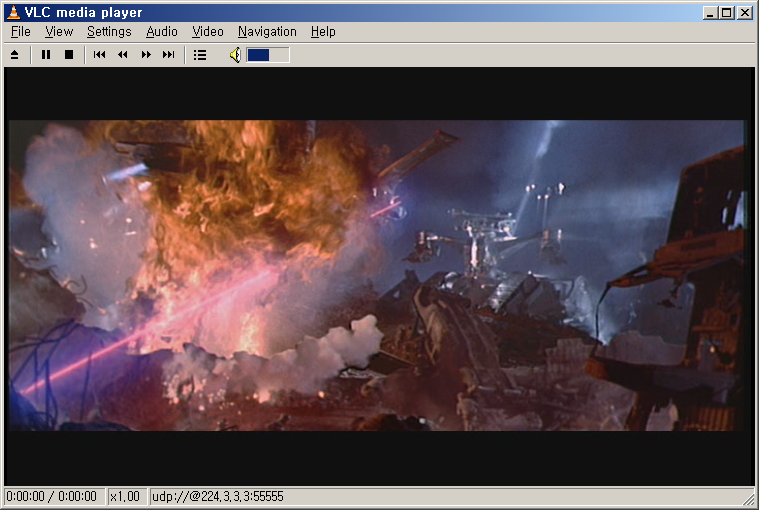 VLC media player
File View Settings Audio Video Navigation Help
0:00:00 / 0:00:00 x1,00 udp://@224,3,3,3:55555